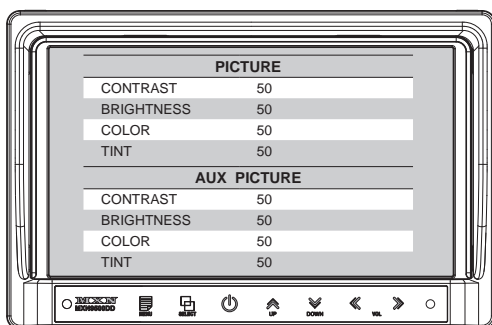 PICTURE
CONTRAST 50
BRIGHTNESS 50
COLOR 50
TINT 50
AUX PICTURE
CONTRAST 50
BRIGHTNESS 50
COLOR 50
TINT 50
MXN
MENU SELECT UP DOWN VOL